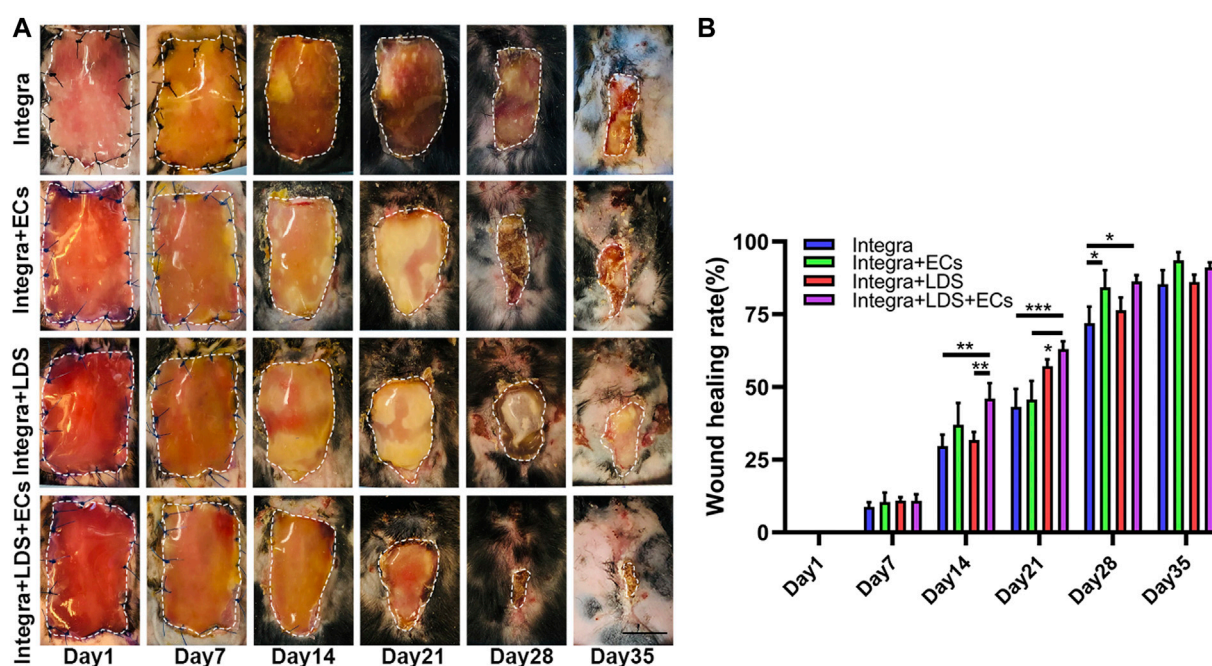 A
Integra
Integra+ECs
Integra+LDS
Integra+LDS+ECs
Day1 Day7 Day14 Day21 Day28 Day35
B
Wound healing rate(%)
100
75
50
25
0
Integra
Integra+ECs
Integra+LDS
Integra+LDS+ECs
**
**
***
*
*
*
Day1 Day7 Day14 Day21 Day28 Day35